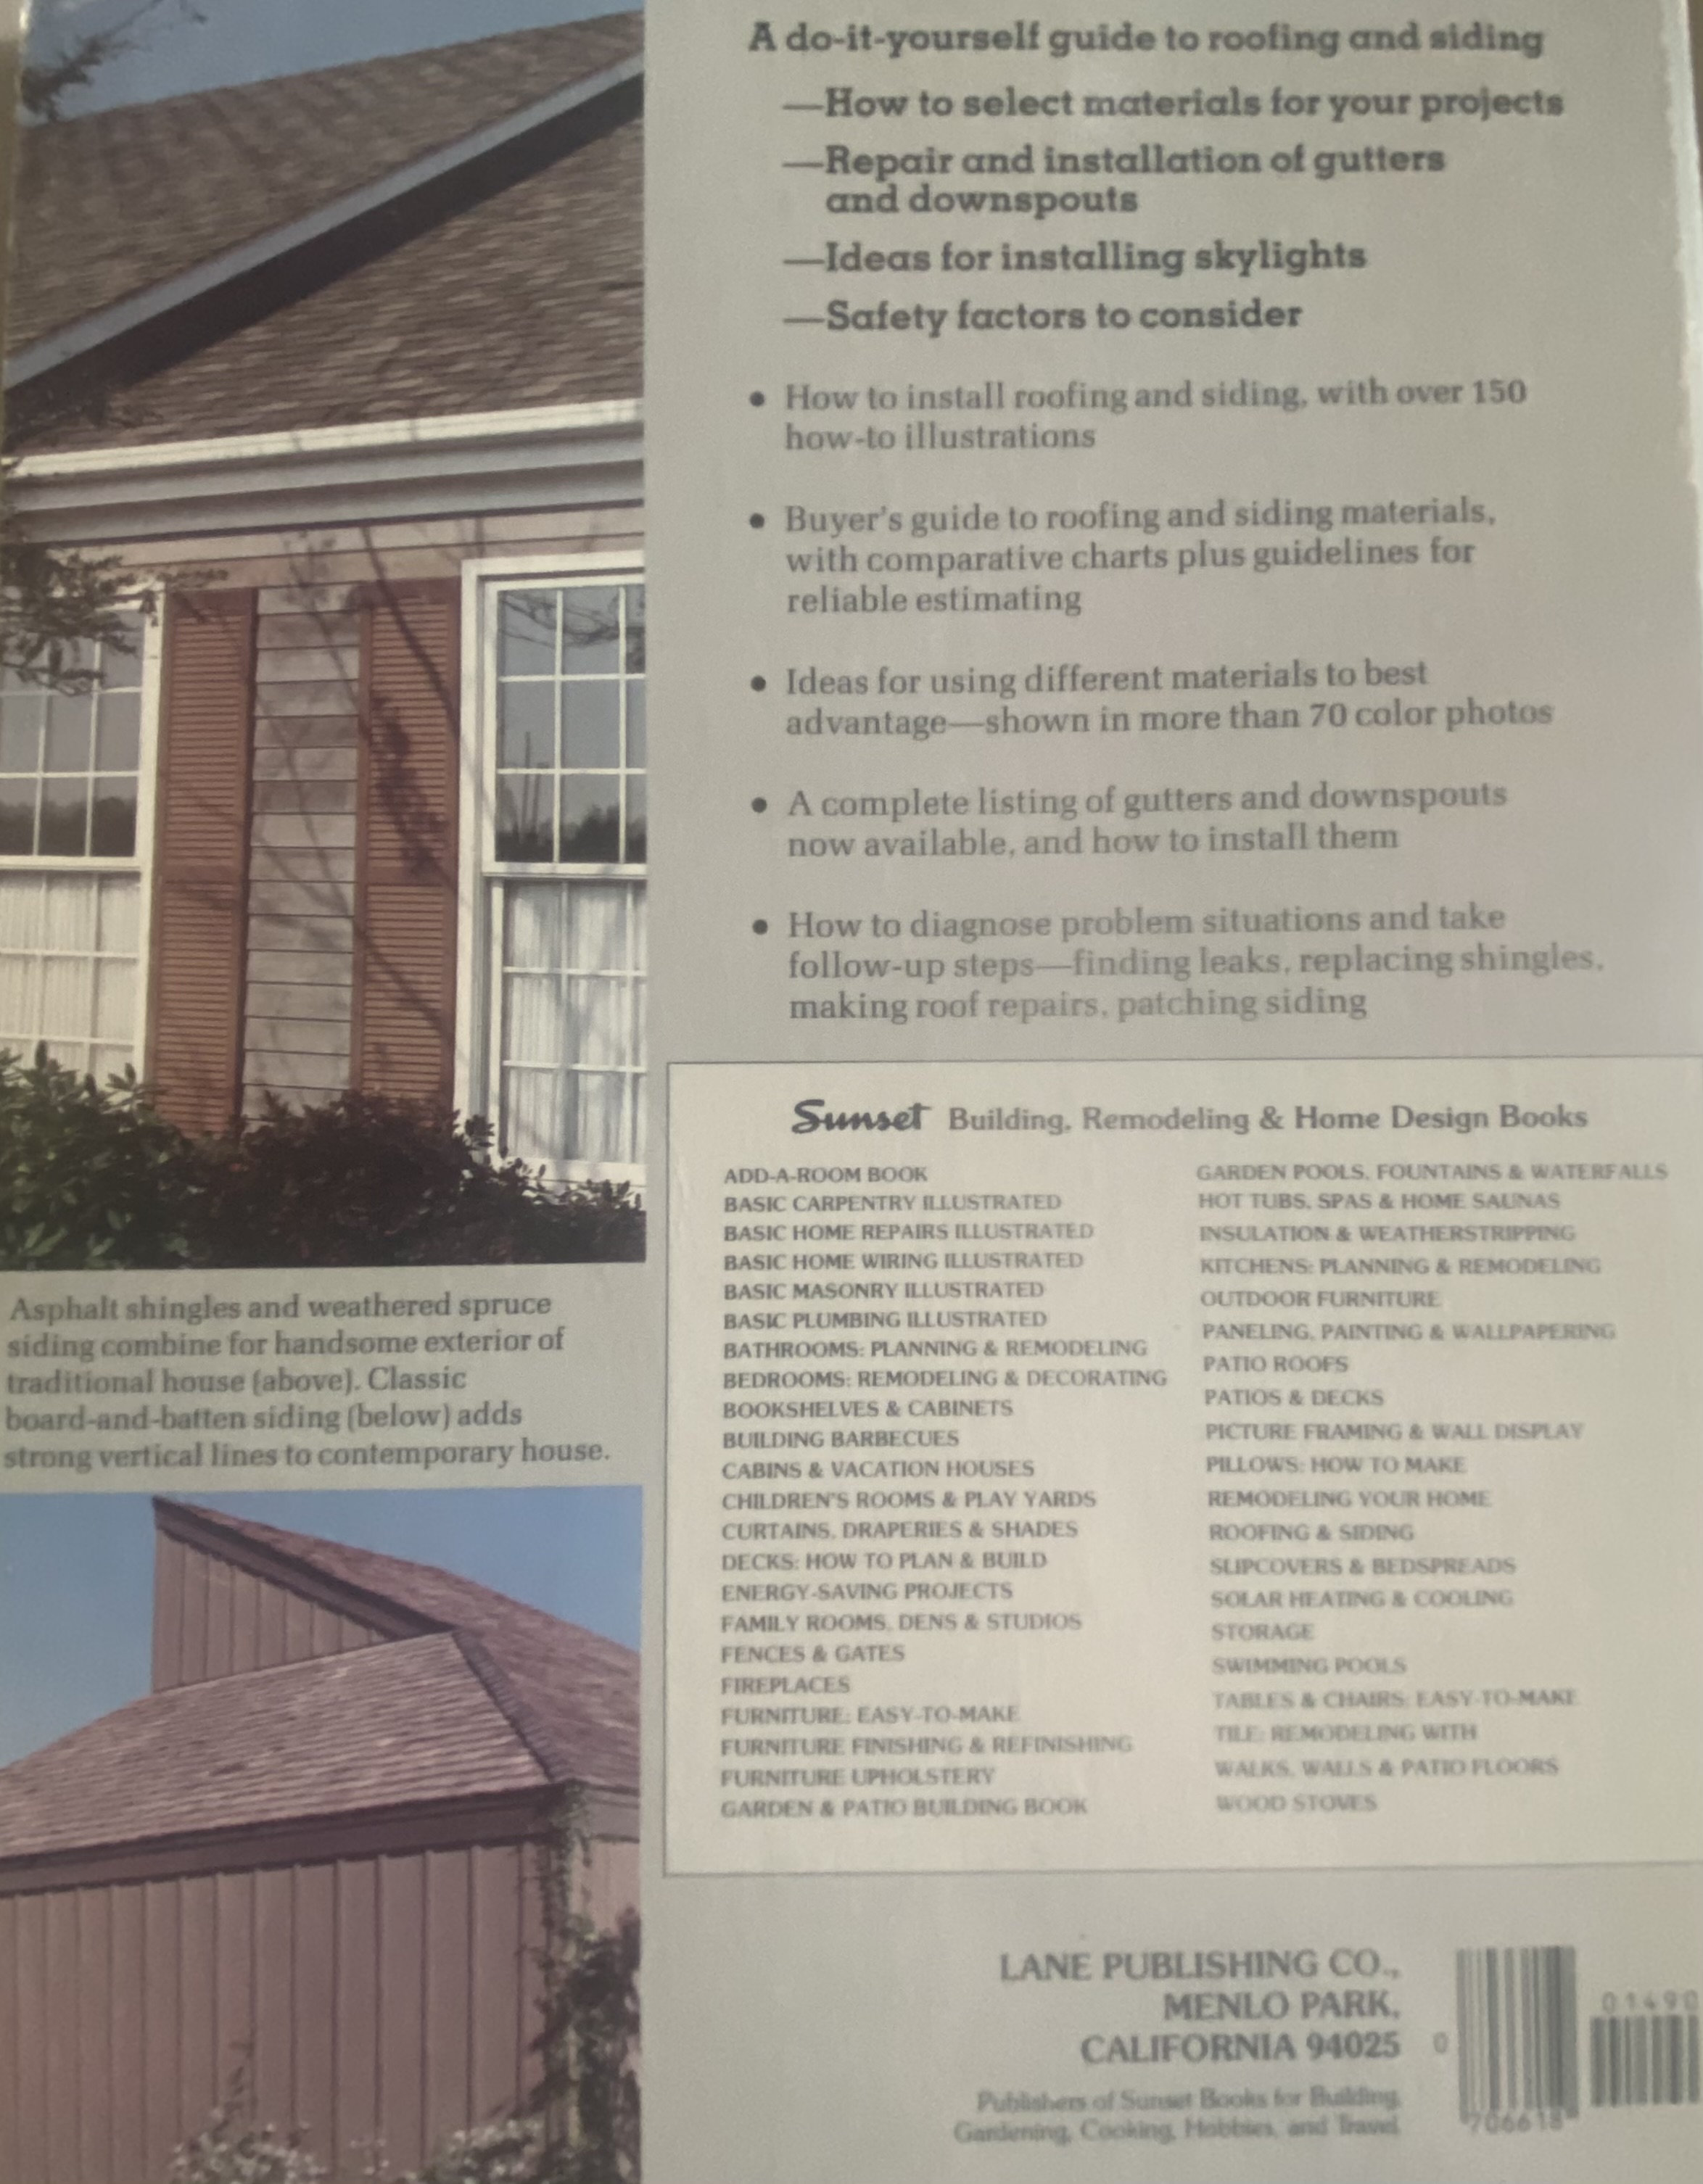 A do-it-yourself guide to roofing and siding
—How to select materials for your projects
—Repair and installation of gutters
and downspouts
—Ideas for installing skylights
—Safety factors to consider
• How to install roofing and siding, with over 150
how-to illustrations
• Buyer's guide to roofing and siding materials,
with comparative charts plus guidelines for
reliable estimating
• Ideas for using different materials to best
advantage—shown in more than 70 color photos
• A complete listing of gutters and downspouts
now available, and how to install them
• How to diagnose problem situations and take
follow-up steps—finding leaks, replacing shingles,
making roof repairs, patching siding
Asphalt shingles and weathered spruce
siding combine for handsome exterior of
traditional house (above). Classic
board-and-batten siding (below) adds
strong vertical lines to contemporary house.
Sunset Building, Remodeling & Home Design Books
ADD-A-ROOM BOOK
BASIC CARPENTRY ILLUSTRATED
BASIC HOME REPAIRS ILLUSTRATED
BASIC HOME WIRING ILLUSTRATED
BASIC MASONRY ILLUSTRATED
BASIC PLUMBING ILLUSTRATED
BATHROOMS: PLANNING & REMODELING
BEDROOMS: REMODELING & DECORATING
BOOKSHELVES & CABINETS
BUILDING BARBECUES
CABINS & VACATION HOUSES
CHILDREN'S ROOMS & PLAY YARDS
CURTAINS, DRAPERIES & SHADES
DECKS: HOW TO PLAN & BUILD
ENERGY-SAVING PROJECTS
FAMILY ROOMS, DENS & STUDIOS
FENCES & GATES
FIREPLACES
FURNITURE: EASY-TO-MAKE
FURNITURE FINISHING & REFINISHING
FURNITURE UPHOLSTERY
GARDEN & PATIO BUILDING BOOK
GARDEN POOLS, FOUNTAINS & WATERFALLS
HOT TUBS, SPAS & HOME SAUNAS
INSULATION & WEATHERSTRIPPING
KITCHENS: PLANNING & REMODELING
OUTDOOR FURNITURE
PANELING, PAINTING & WALLPAPERING
PATIO ROOFS
PATIOS & DECKS
PICTURE FRAMING & WALL DISPLAY
PILLOWS: HOW TO MAKE
REMODELING YOUR HOME
ROOFING & SIDING
SLIPCOVERS & BEDSPREADS
SOLAR HEATING & COOLING
STORAGE
SWIMMING POOLS
TABLES & CHAIRS: EASY-TO-MAKE
TILE: REMODELING WITH
WALKS, WALLS & PATIO FLOORS
WOOD STOVES
LANE PUBLISHING CO.,
MENLO PARK,
CALIFORNIA 94025
Publishers of Sunset Books for Building,
Gardening, Cooking, Hobbies, and Travel
0
706618
01490